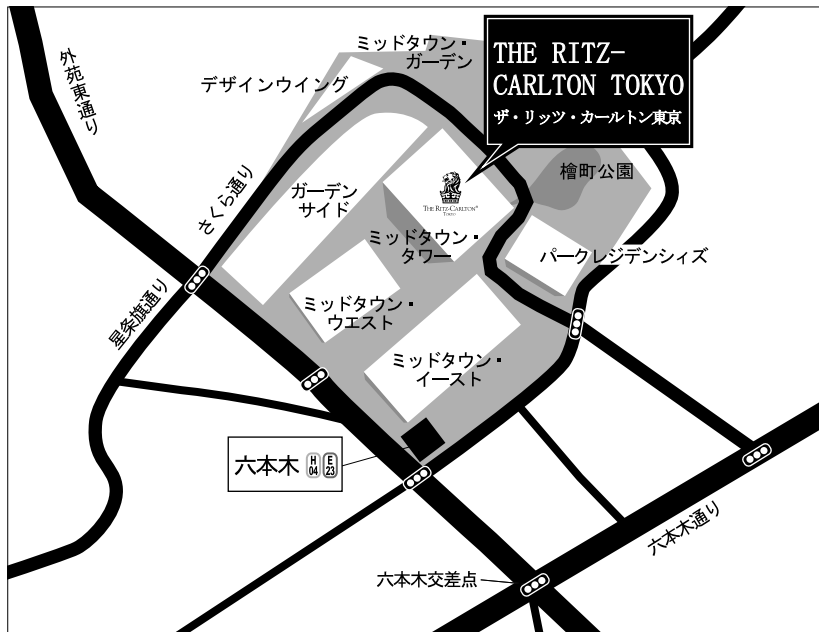 ミッドタウン・
ガーデン
THE RITZ-
CARLTON TOKYO
ザ・リッツ・カールトン東京
外苑東通り
デザインウイング
さくら通り
ガーデン
サイド
THE RITZ-CARLTON®
TOKYO
檜町公園
ミッドタウン・
タワー
パークレジデンシィズ
星条旗通り
ミッドタウン・
ウエスト
ミッドタウン・
イースト
六本木 H 04 E 23
六本木通り
六本木交差点